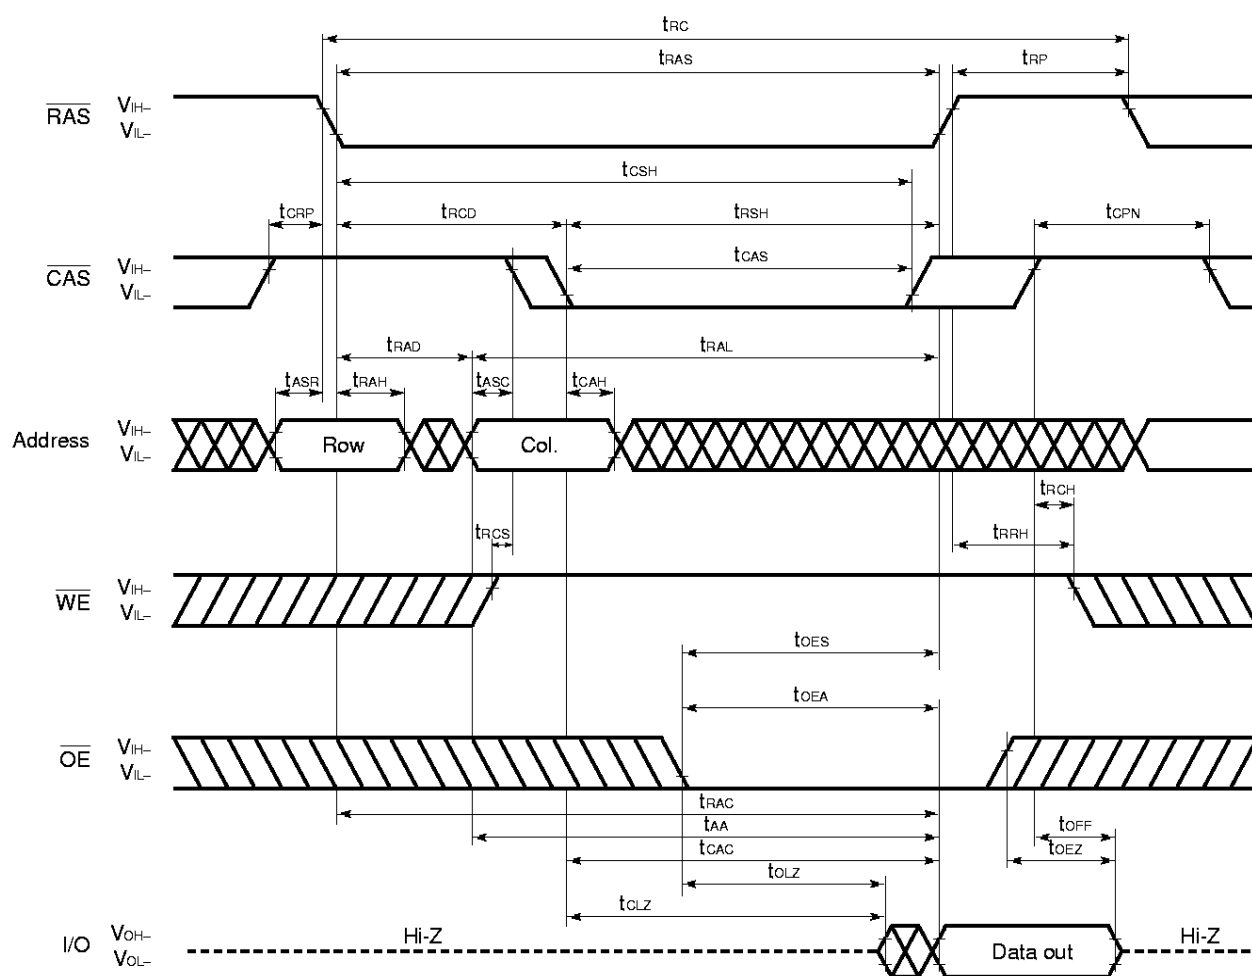 tRC
tRAS tRP
RAS VIH–
VIL–
tCSH
tCRP tRCD tRSH tCPN
CAS VIH– tCAS
VIL–
tRAD tRAL
tASR tRAH tASC tCAH
Address VIH–
VIL– Row Col.
tRCH
tRCS tRRH
WE VIH–
VIL–
tOES
tOEA
OE VIH–
VIL–
tRAC
tAA tOFF
tCAC tOEZ
tOLZ
tCLZ
I/O VOH– Hi-Z Hi-Z
VOL– Data out